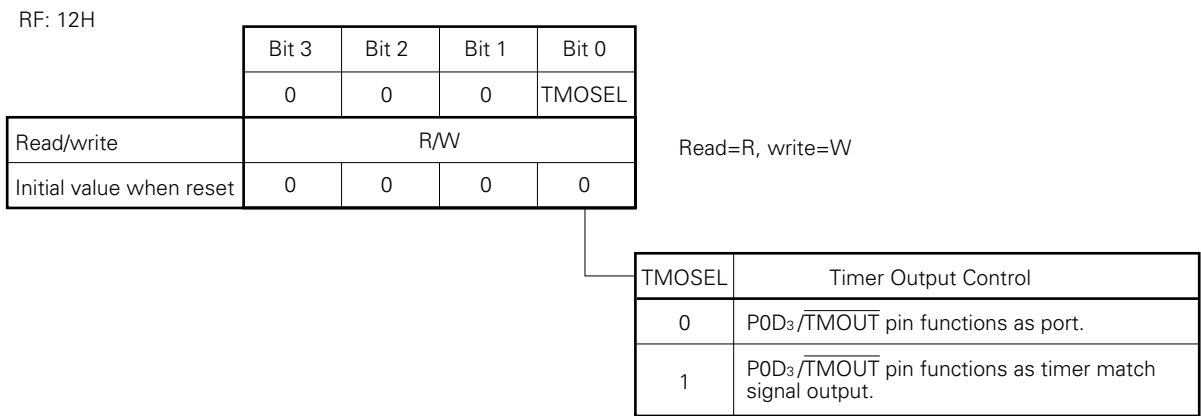 RF: 12H
Bit 3 Bit 2 Bit 1 Bit 0
0 0 0 TMOSEL
Read/write R/W
Read=R, write=W
Initial value when reset 0 0 0 0
TMOSEL Timer Output Control
0 P0D₃/T̅M̅O̅U̅T̅ pin functions as port.
1 P0D₃/T̅M̅O̅U̅T̅ pin functions as timer match
signal output.